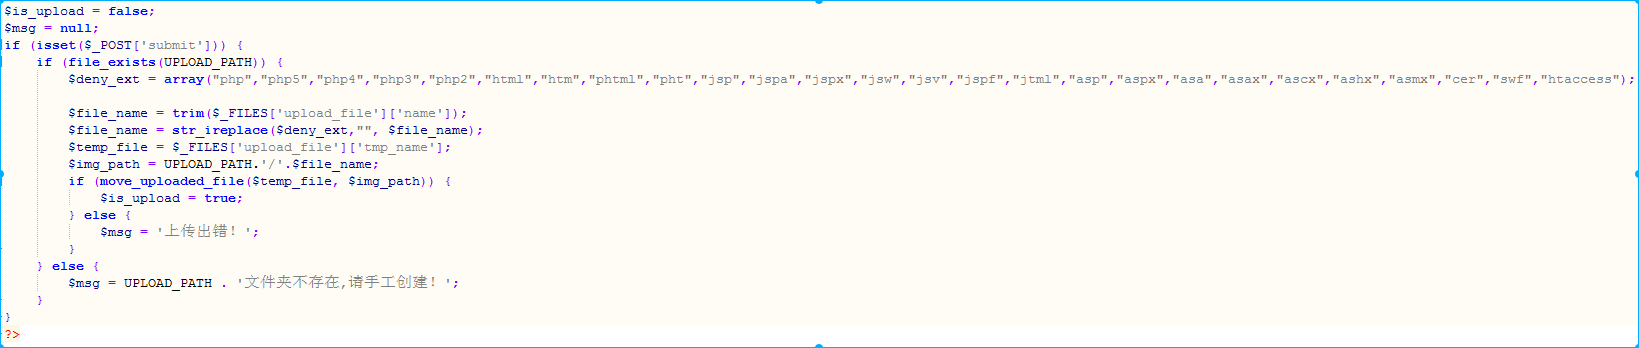 $is_upload = false;
$msg = null;
if (isset($_POST['submit'])) {
    if (file_exists(UPLOAD_PATH)) {
        $deny_ext = array("php","php5","php4","php3","php2","html","htm","phtml","pht","jsp","jspa","jspx","jsw","jsv","jspf","jtml","asp","aspx","asa","asax","ascx","ashx","asmx","cer","swf","htaccess");
        $file_name = trim($_FILES['upload_file']['name']);
        $file_name = str_ireplace($deny_ext,"", $file_name);
        $temp_file = $_FILES['upload_file']['tmp_name'];
        $img_path = UPLOAD_PATH.'/'.$file_name;
        if (move_uploaded_file($temp_file, $img_path)) {
            $is_upload = true;
        } else {
            $msg = '上传出错！';
        }
    } else {
        $msg = UPLOAD_PATH . '文件夹不存在,请手工创建！';
    }
}
?>